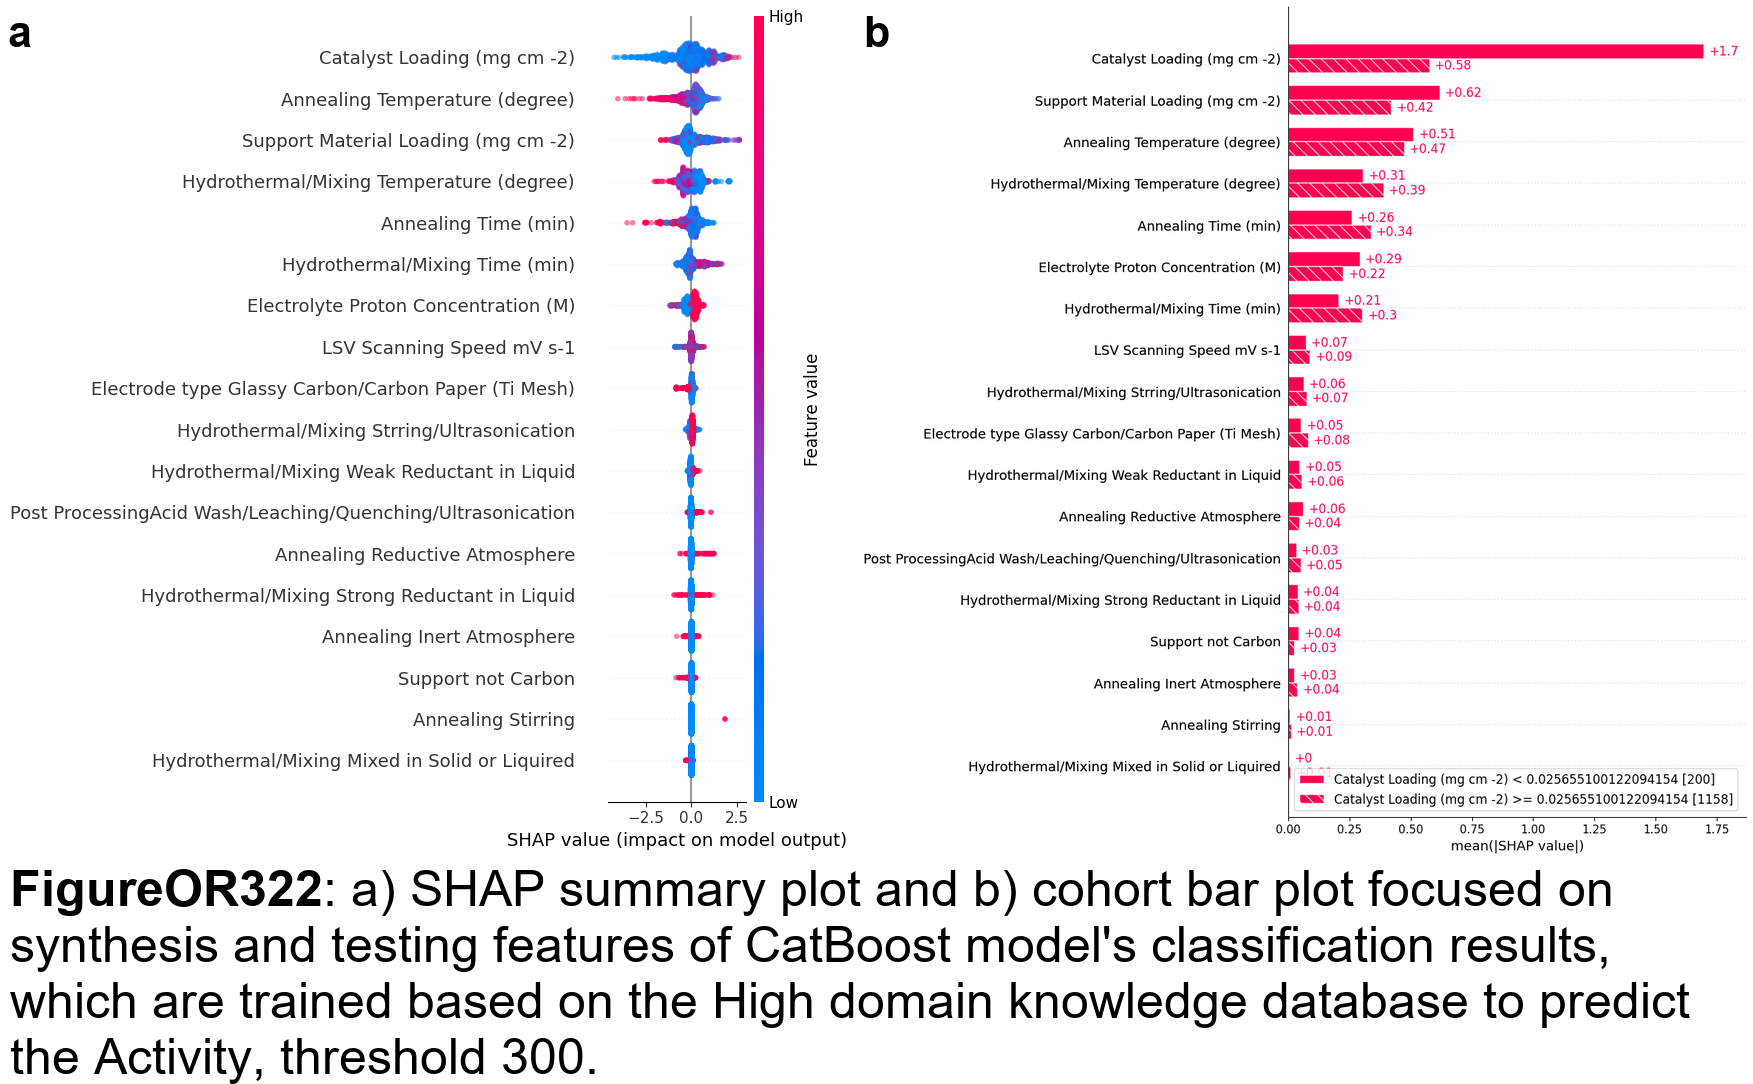 a
High
Catalyst Loading (mg cm -2)
Annealing Temperature (degree)
Support Material Loading (mg cm -2)
Hydrothermal/Mixing Temperature (degree)
Annealing Time (min)
Hydrothermal/Mixing Time (min)
Electrolyte Proton Concentration (M)
LSV Scanning Speed mV s-1
Electrode type Glassy Carbon/Carbon Paper (Ti Mesh)
Hydrothermal/Mixing Strring/Ultrasonication
Hydrothermal/Mixing Weak Reductant in Liquid
Post ProcessingAcid Wash/Leaching/Quenching/Ultrasonication
Annealing Reductive Atmosphere
Hydrothermal/Mixing Strong Reductant in Liquid
Annealing Inert Atmosphere
Support not Carbon
Annealing Stirring
Hydrothermal/Mixing Mixed in Solid or Liquired
Feature value
Low
−2.5 0.0 2.5
SHAP value (impact on model output)
b
Catalyst Loading (mg cm -2)
+1.7
+0.58
Support Material Loading (mg cm -2)
+0.62
+0.42
Annealing Temperature (degree)
+0.51
+0.47
Hydrothermal/Mixing Temperature (degree)
+0.31
+0.39
Annealing Time (min)
+0.26
+0.34
Electrolyte Proton Concentration (M)
+0.29
+0.22
Hydrothermal/Mixing Time (min)
+0.21
+0.3
LSV Scanning Speed mV s-1
+0.07
+0.09
Hydrothermal/Mixing Strring/Ultrasonication
+0.06
+0.07
Electrode type Glassy Carbon/Carbon Paper (Ti Mesh)
+0.05
+0.08
Hydrothermal/Mixing Weak Reductant in Liquid
+0.05
+0.06
Annealing Reductive Atmosphere
+0.06
+0.04
Post ProcessingAcid Wash/Leaching/Quenching/Ultrasonication
+0.03
+0.05
Hydrothermal/Mixing Strong Reductant in Liquid
+0.04
+0.04
Support not Carbon
+0.04
+0.03
Annealing Inert Atmosphere
+0.03
+0.04
Annealing Stirring
+0.01
+0.01
Hydrothermal/Mixing Mixed in Solid or Liquired
+0
+0.01
Catalyst Loading (mg cm -2) < 0.025655100122094154 [200]
Catalyst Loading (mg cm -2) >= 0.025655100122094154 [1158]
0.00 0.25 0.50 0.75 1.00 1.25 1.50 1.75
mean(|SHAP value|)
FigureOR322: a) SHAP summary plot and b) cohort bar plot focused on
synthesis and testing features of CatBoost model's classification results,
which are trained based on the High domain knowledge database to predict
the Activity, threshold 300.